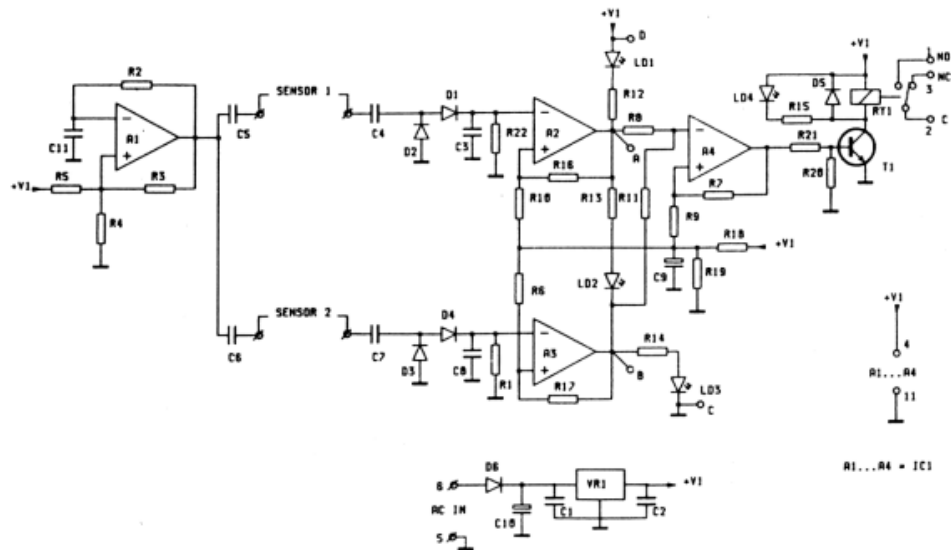 +V1
D
LD1
R12
R2
A1
C11
+V1
R5
R3
R4
C5
SENSOR 1
C4
D1
D2
C3
R22
A2
R16
R10
R13
R11
R8
A
A4
R7
R9
R18
+V1
C9
R19
+V1
LD4
D5
R15
RY1
R21
R20
T1
1
NO
NC
3
C
2
C6
SENSOR 2
C7
D4
D3
C8
R1
R6
A3
R17
LD2
B
R14
LD3
C
+V1
4
A1...A4
11
A1...A4 = IC1
6
AC IN
5
D6
C10
C1
VR1
C2
+V1